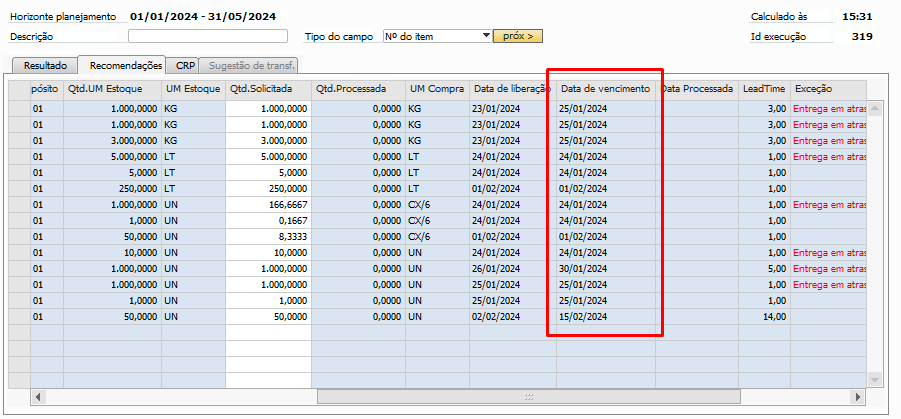 Horizonte planejamento 01/01/2024 - 31/05/2024 Calculado às 15:31
Descrição Tipo do campo Nº do item próx > Id execução 319
Resultado Recomendações CRP Sugestão de transf.
pósito Qtd.UM Estoque UM Estoque Qtd.Solicitada Qtd.Processada UM Compra Data de liberação Data de vencimento Data Processada LeadTime Exceção
01 1.000,0000 KG 1.000,0000 0,0000 KG 23/01/2024 25/01/2024 3,00 Entrega em atras
01 1.000,0000 KG 1.000,0000 0,0000 KG 23/01/2024 25/01/2024 3,00 Entrega em atras
01 3.000,0000 KG 3.000,0000 0,0000 KG 23/01/2024 25/01/2024 3,00 Entrega em atras
01 5.000,0000 LT 5.000,0000 0,0000 LT 24/01/2024 24/01/2024 1,00 Entrega em atras
01 5,0000 LT 5,0000 0,0000 LT 24/01/2024 24/01/2024 1,00
01 250,0000 LT 250,0000 0,0000 LT 01/02/2024 01/02/2024 1,00
01 1.000,0000 UN 166,6667 0,0000 CX/6 24/01/2024 24/01/2024 1,00 Entrega em atras
01 1,0000 UN 0,1667 0,0000 CX/6 24/01/2024 24/01/2024 1,00
01 50,0000 UN 8,3333 0,0000 CX/6 01/02/2024 01/02/2024 1,00
01 10,0000 UN 10,0000 0,0000 UN 24/01/2024 24/01/2024 1,00 Entrega em atras
01 1.000,0000 UN 1.000,0000 0,0000 UN 26/01/2024 30/01/2024 5,00 Entrega em atras
01 1.000,0000 UN 1.000,0000 0,0000 UN 25/01/2024 25/01/2024 1,00 Entrega em atras
01 1,0000 UN 1,0000 0,0000 UN 25/01/2024 25/01/2024 1,00
01 50,0000 UN 50,0000 0,0000 UN 02/02/2024 15/02/2024 14,00